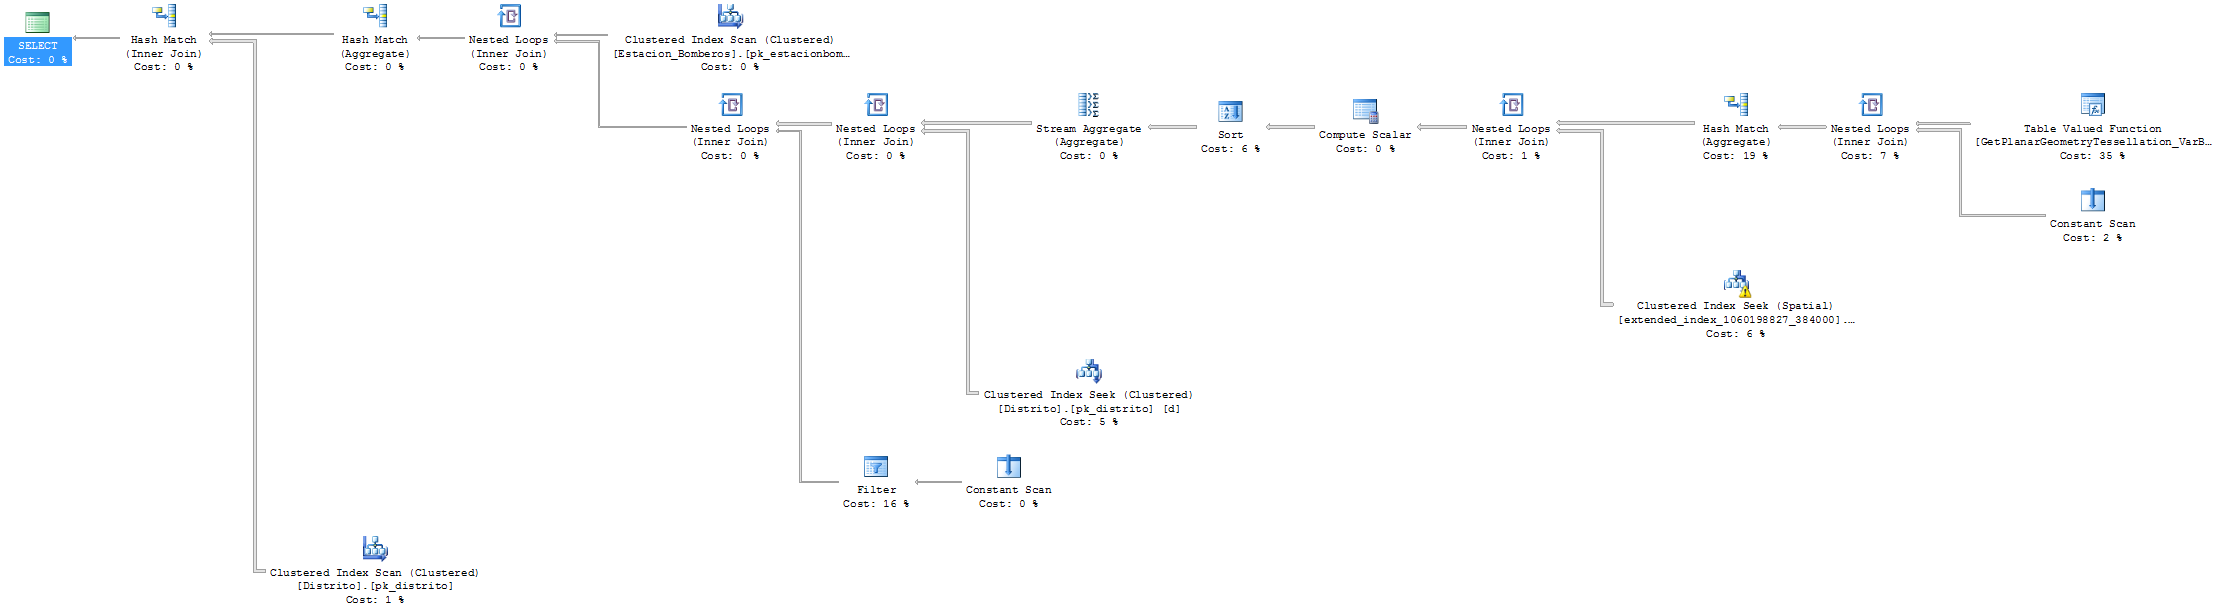 SELECT
Cost: 0 %
Hash Match
(Inner Join)
Cost: 0 %
Hash Match
(Aggregate)
Cost: 0 %
Nested Loops
(Inner Join)
Cost: 0 %
Clustered Index Scan (Clustered)
[Estacion_Bomberos].[pk_estacionbom…
Cost: 0 %
Nested Loops
(Inner Join)
Cost: 0 %
Nested Loops
(Inner Join)
Cost: 0 %
Stream Aggregate
(Aggregate)
Cost: 0 %
Sort
Cost: 6 %
Compute Scalar
Cost: 0 %
Nested Loops
(Inner Join)
Cost: 1 %
Hash Match
(Aggregate)
Cost: 19 %
Nested Loops
(Inner Join)
Cost: 7 %
Table Valued Function
[GetPlanarGeometryTessellation_VarB…
Cost: 35 %
Constant Scan
Cost: 2 %
Clustered Index Seek (Spatial)
[extended_index_1060198827_384000].…
Cost: 6 %
Clustered Index Seek (Clustered)
[Distrito].[pk_distrito] [d]
Cost: 5 %
Filter
Cost: 16 %
Constant Scan
Cost: 0 %
Clustered Index Scan (Clustered)
[Distrito].[pk_distrito]
Cost: 1 %